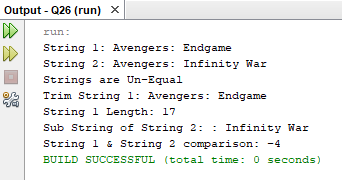 Output - Q26 (run) ×
run:
String 1: Avengers: Endgame
String 2: Avengers: Infinity War
Strings are Un-Equal
Trim String 1: Avengers: Endgame
String 1 Length: 17
Sub String of String 2: : Infinity War
String 1 & String 2 comparison: -4
BUILD SUCCESSFUL (total time: 0 seconds)